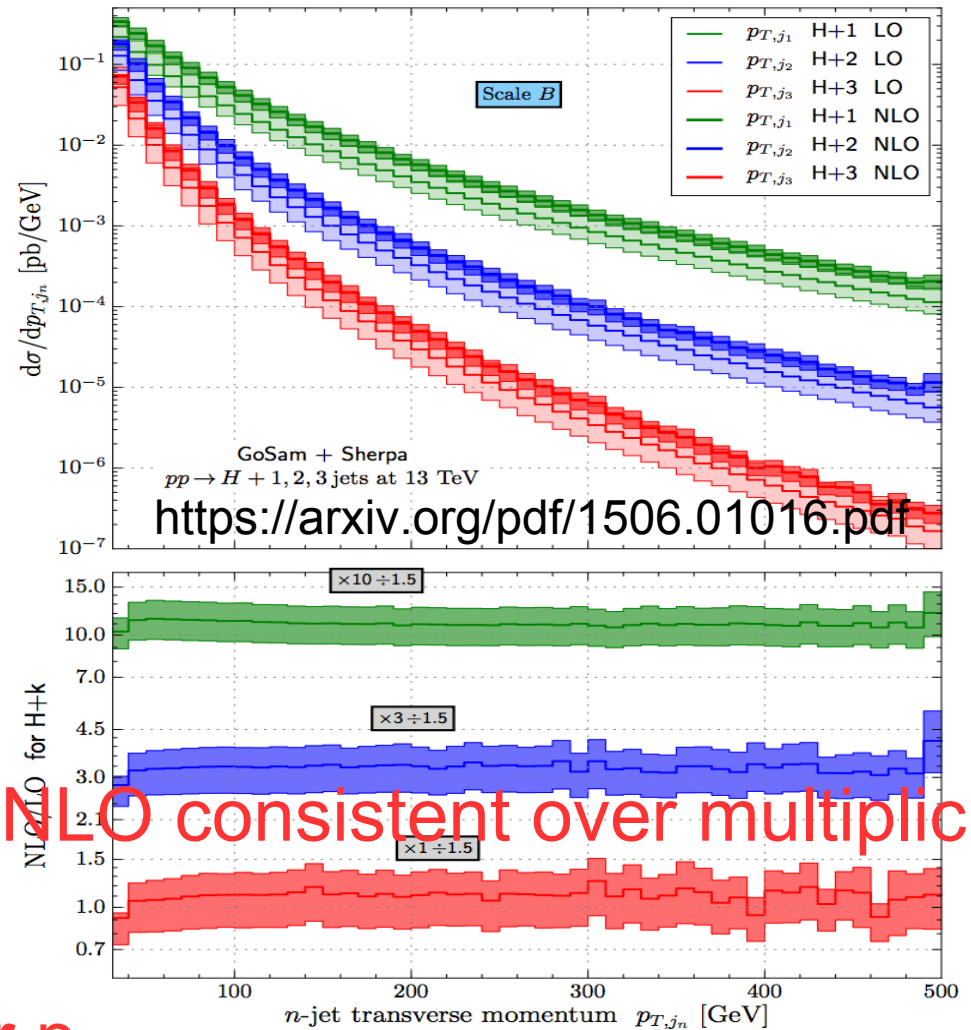 10⁻¹
10⁻²
10⁻³
10⁻⁴
10⁻⁵
10⁻⁶
10⁻⁷
dσ/dp_{T,j_n} [pb/GeV]
p_{T,j_1} H+1 LO
p_{T,j_2} H+2 LO
p_{T,j_3} H+3 LO
p_{T,j_1} H+1 NLO
p_{T,j_2} H+2 NLO
p_{T,j_3} H+3 NLO
Scale B
GoSam + Sherpa
pp → H + 1, 2, 3 jets at 13 TeV
https://arxiv.org/pdf/1506.01016.pdf
NLO/LO for H+k
15.0
10.0
7.0
4.5
3.0
2.1
1.5
1.0
0.7
×10 ÷1.5
×3 ÷1.5
NLO consistent over multiplic
×1 ÷1.5
100
200
300
400
500
n-jet transverse momentum p_{T,j_n} [GeV]